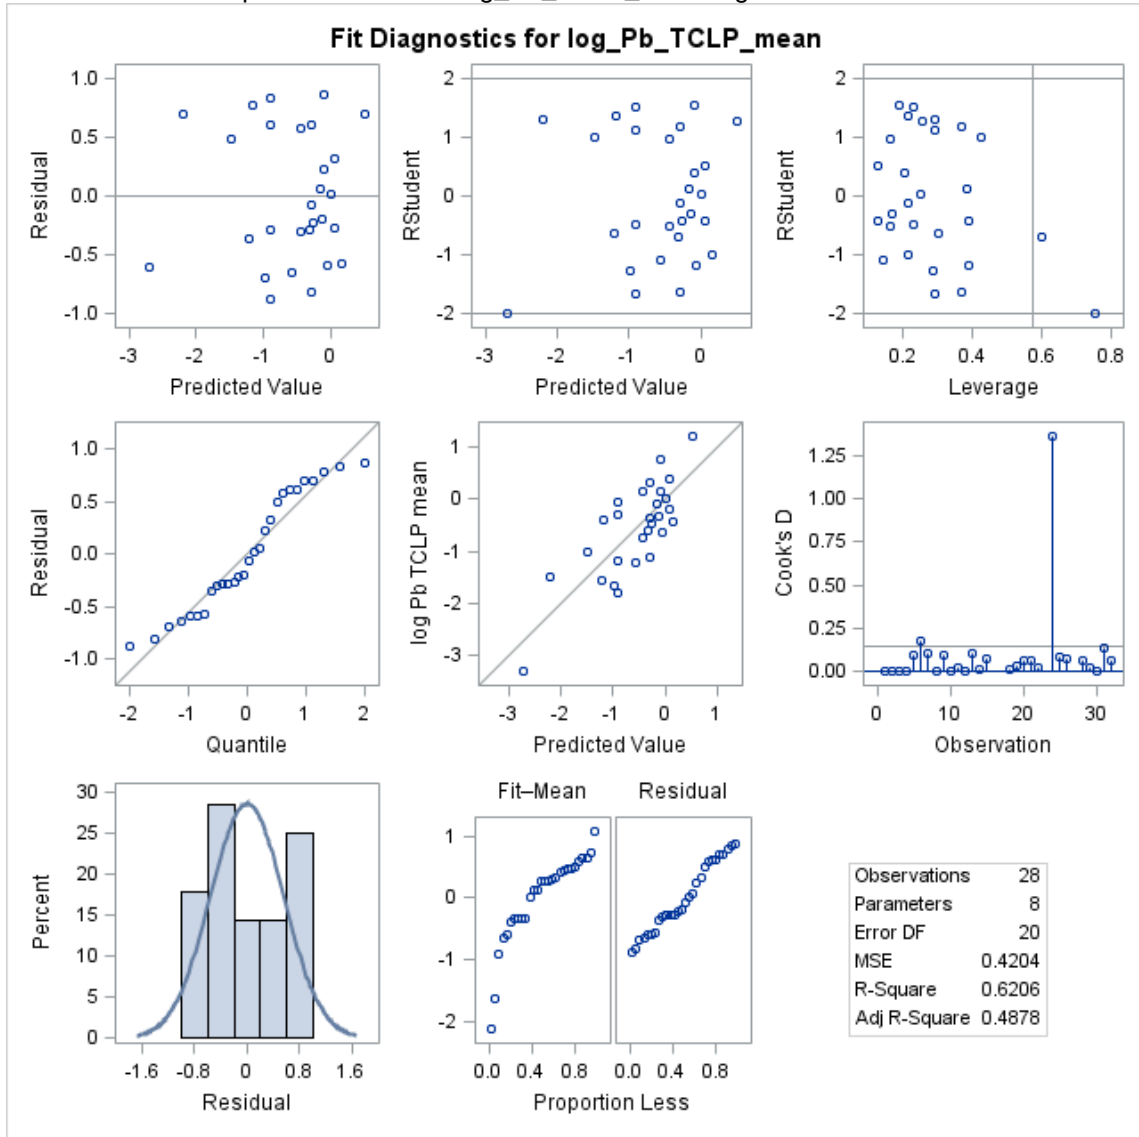 Fit Diagnostics for log_Pb_TCLP_mean
1.0
0.5
0.0
-0.5
-1.0
Residual
-3 -2 -1 0
Predicted Value
2
1
0
-1
-2
RStudent
-3 -2 -1 0
Predicted Value
2
1
0
-1
-2
RStudent
0.2 0.4 0.6 0.8
Leverage
1.0
0.5
0.0
-0.5
-1.0
Residual
-2 -1 0 1 2
Quantile
1
0
-1
-2
-3
log Pb TCLP mean
-3 -2 -1 0 1
Predicted Value
1.25
1.00
0.75
0.50
0.25
0.00
Cook's D
0 10 20 30
Observation
30
25
20
15
10
5
0
Percent
-1.6 -0.8 0 0.8 1.6
Residual
Fit–Mean Residual
1
0
-1
-2
0.0 0.4 0.8 0.0 0.4 0.8
Proportion Less
Observations 28
Parameters 8
Error DF 20
MSE 0.4204
R-Square 0.6206
Adj R-Square 0.4878